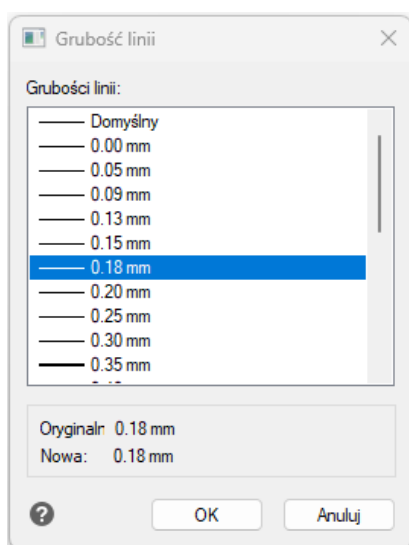 Grubość linii
Grubości linii:
Domyślny
0.00 mm
0.05 mm
0.09 mm
0.13 mm
0.15 mm
0.18 mm
0.20 mm
0.25 mm
0.30 mm
0.35 mm
Oryginaln 0.18 mm
Nowa: 0.18 mm
OK Anuluj